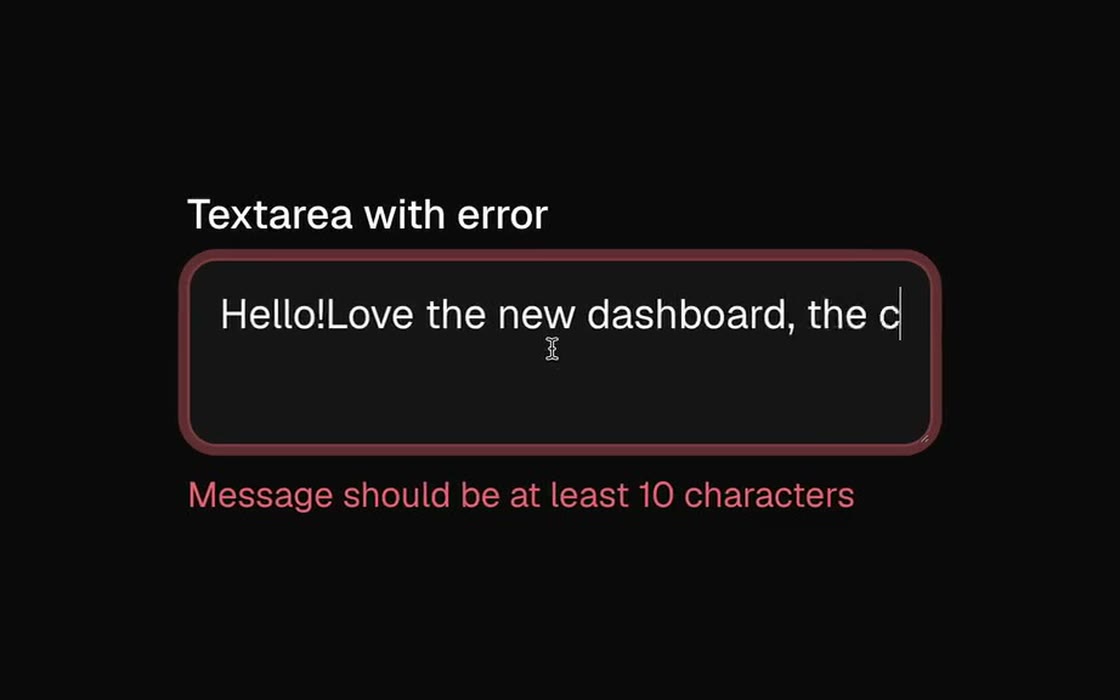 Textarea with error
Hello!Love the new dashboard, the c
Message should be at least 10 characters